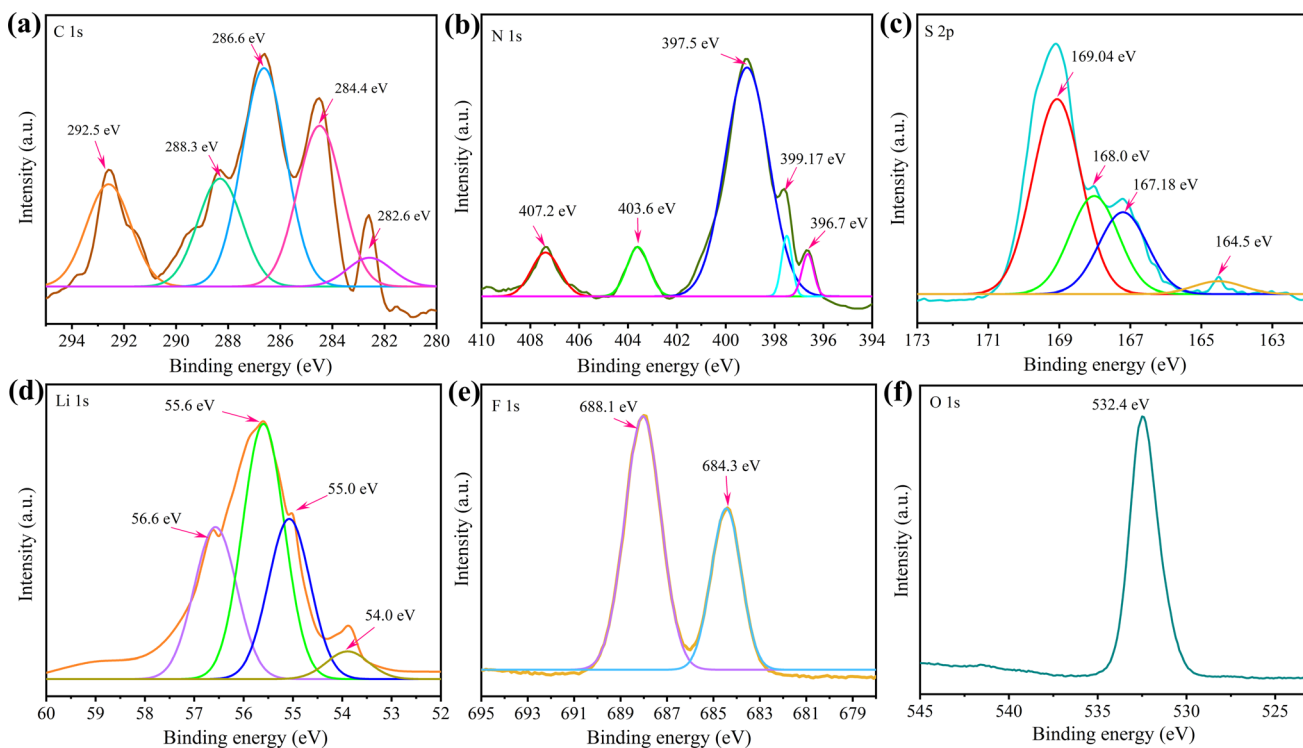 (a)
C 1s
292.5 eV
288.3 eV
286.6 eV
284.4 eV
282.6 eV
Intensity (a.u.)
294 292 290 288 286 284 282 280
Binding energy (eV)
(b)
N 1s
407.2 eV
403.6 eV
397.5 eV
399.17 eV
396.7 eV
Intensity (a.u.)
410 408 406 404 402 400 398 396 394
Binding energy (eV)
(c)
S 2p
169.04 eV
168.0 eV
167.18 eV
164.5 eV
Intensity (a.u.)
173 171 169 167 165 163
Binding energy (eV)
(d)
Li 1s
56.6 eV
55.6 eV
55.0 eV
54.0 eV
Intensity (a.u.)
60 59 58 57 56 55 54 53 52
Binding energy (eV)
(e)
F 1s
688.1 eV
684.3 eV
Intensity (a.u.)
695 693 691 689 687 685 683 681 679
Binding energy (eV)
(f)
O 1s
532.4 eV
Intensity (a.u.)
545 540 535 530 525
Binding energy (eV)